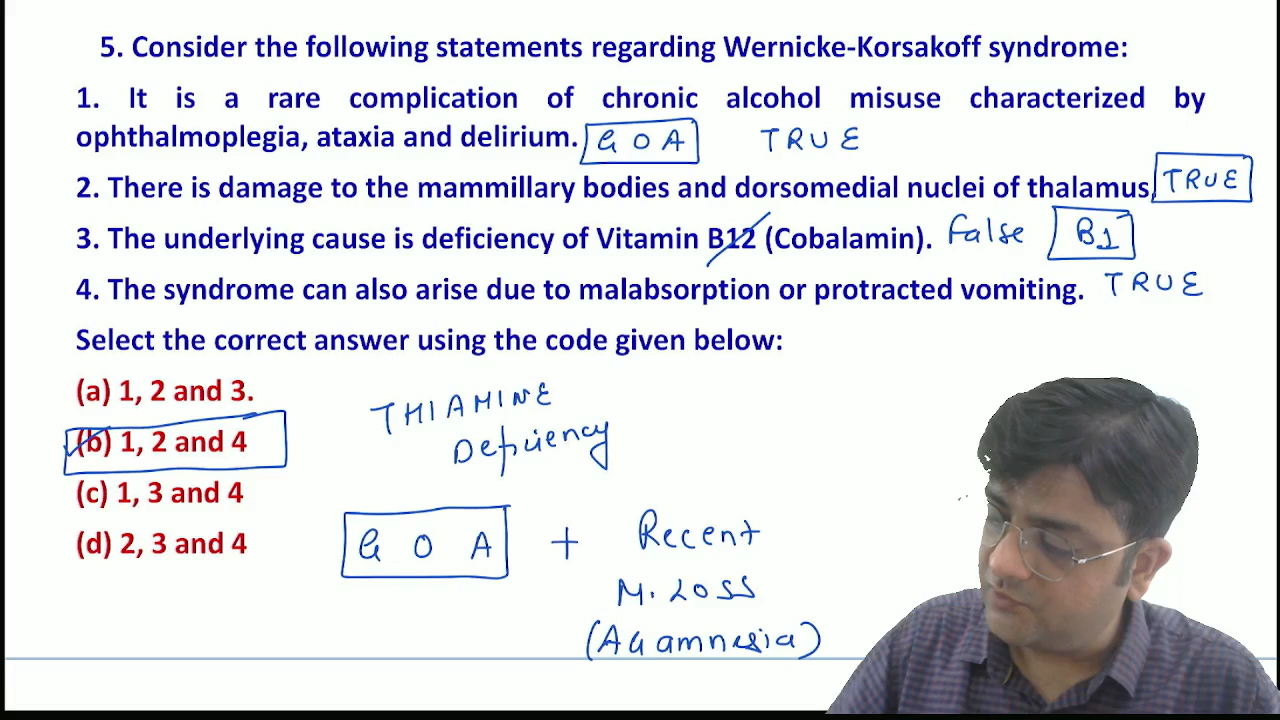 5. Consider the following statements regarding Wernicke-Korsakoff syndrome:
1. It is a rare complication of chronic alcohol misuse characterized by
ophthalmoplegia, ataxia and delirium. G O A TRUE
2. There is damage to the mammillary bodies and dorsomedial nuclei of thalamus. TRUE
3. The underlying cause is deficiency of Vitamin B12 (Cobalamin). False B1
4. The syndrome can also arise due to malabsorption or protracted vomiting. TRUE
Select the correct answer using the code given below:
(a) 1, 2 and 3.
(b) 1, 2 and 4
(c) 1, 3 and 4
(d) 2, 3 and 4
THIAMINE
Deficiency
G O A + Recent
M. LOSS
(AG amnesia)